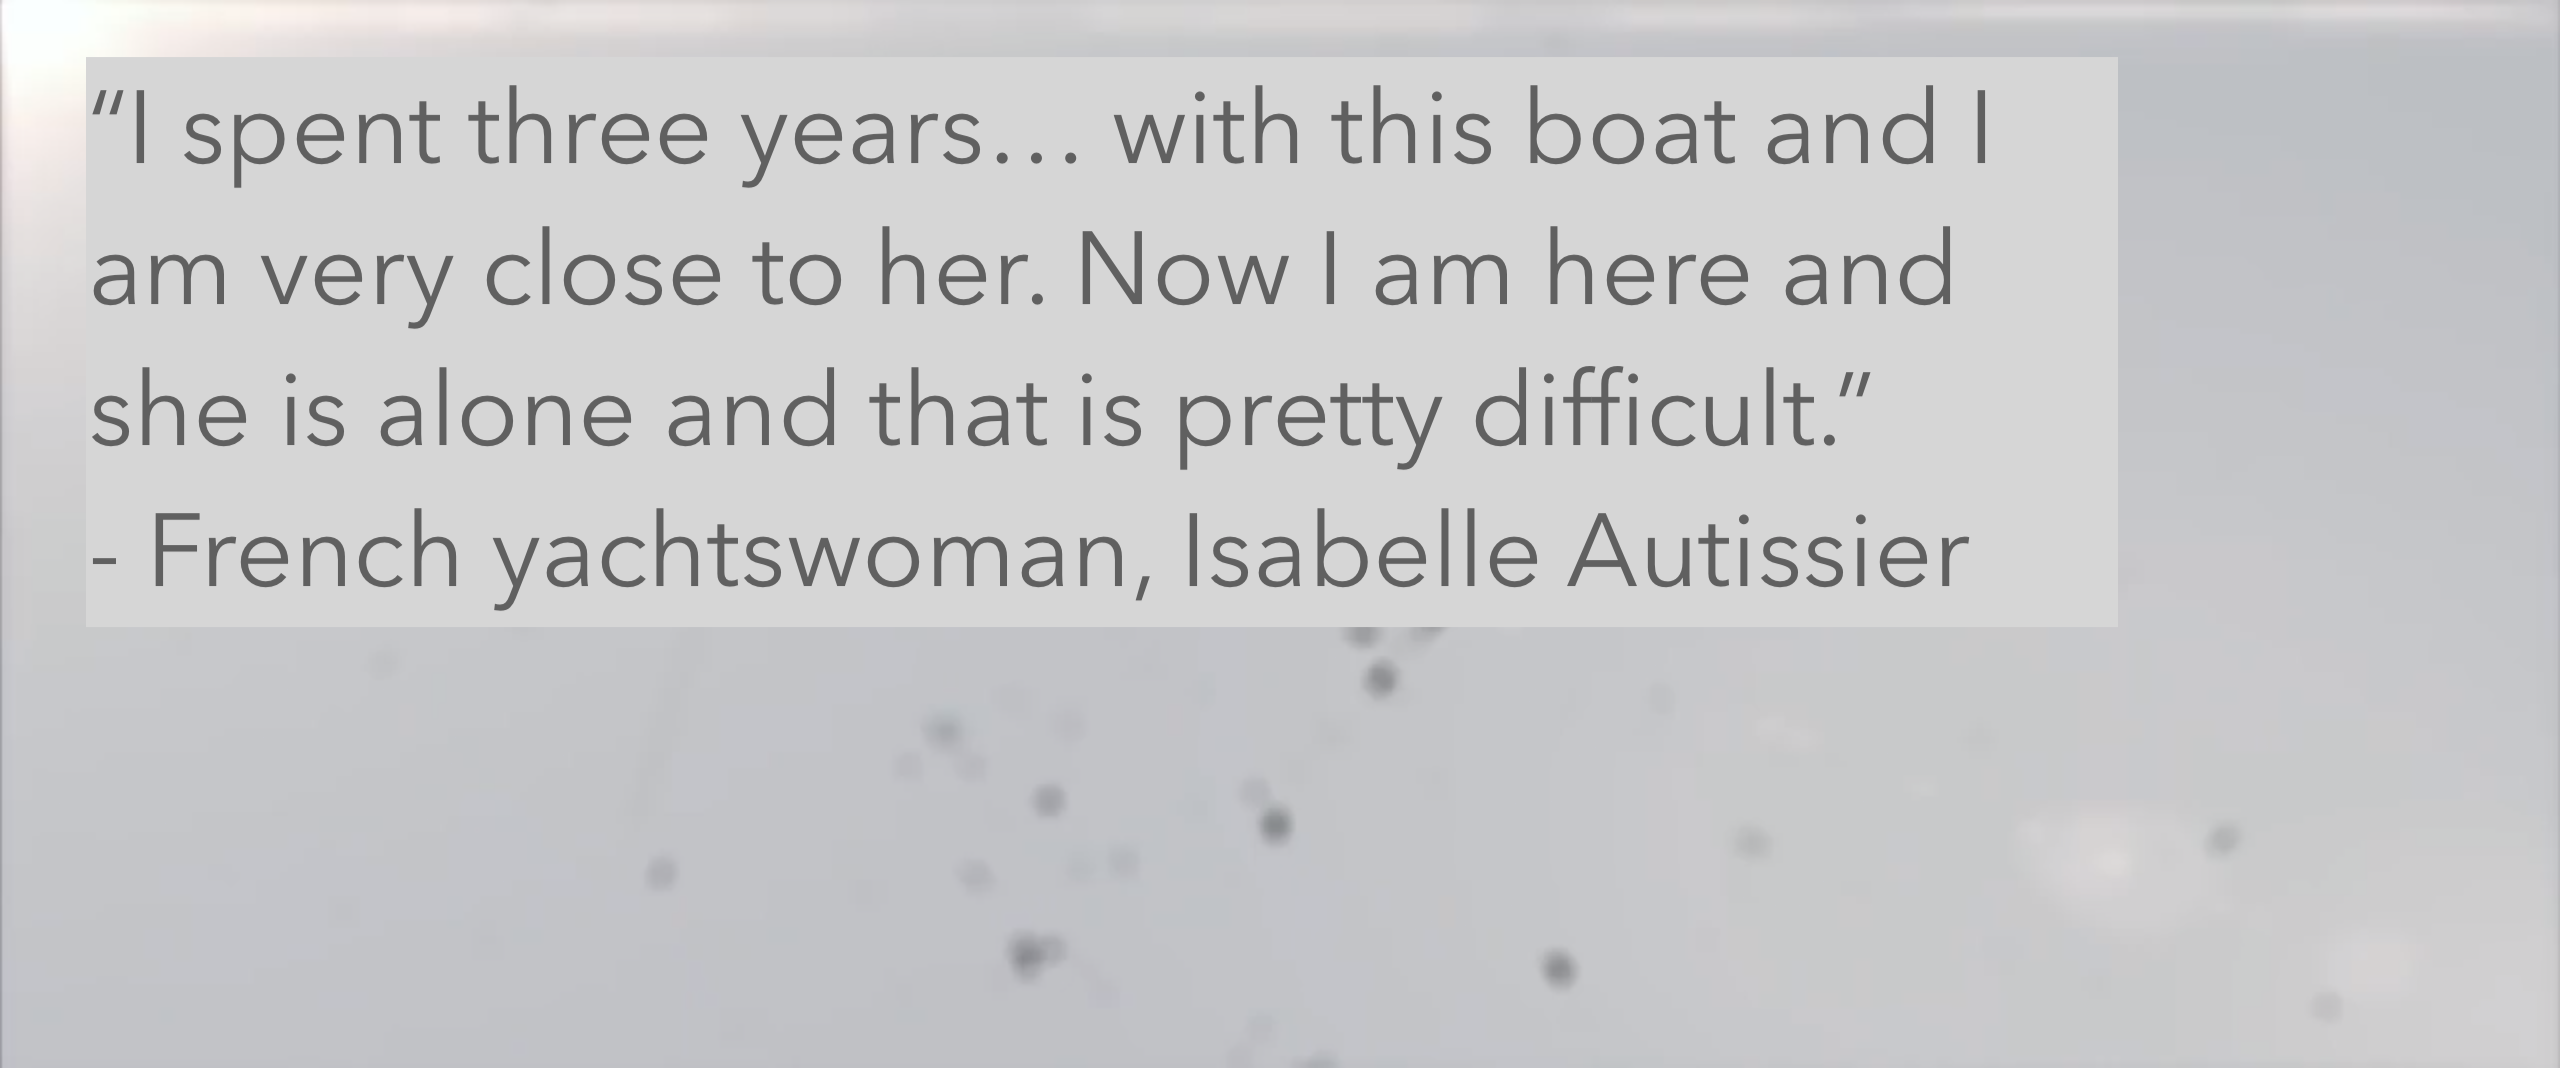 “I spent three years… with this boat and I
am very close to her. Now I am here and
she is alone and that is pretty difficult.”
- French yachtswoman, Isabelle Autissier